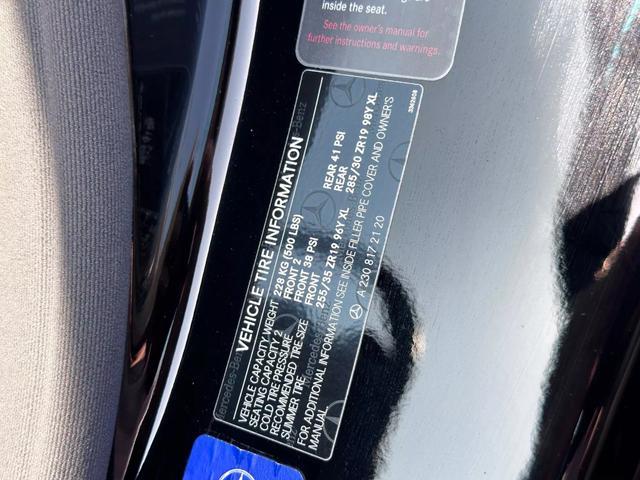 inside the seat.
See the owner's manual for
further instructions and warnings.
3263608
VEHICLE TIRE INFORMATION
VEHICLE CAPACITY WEIGHT 228 KG (500 LBS)
SEATING CAPACITY 2 FRONT 2
COLD TIRE PRESSURE FRONT 38 PSI REAR 41 PSI
RECOMMENDED TIRE SIZE FRONT REAR
SUMMER TIRE 255/35 ZR19 96Y XL 285/30 ZR19 98Y XL
FOR ADDITIONAL INFORMATION SEE INSIDE FILLER PIPE COVER AND OWNER'S
MANUAL
A 230 817 21 20